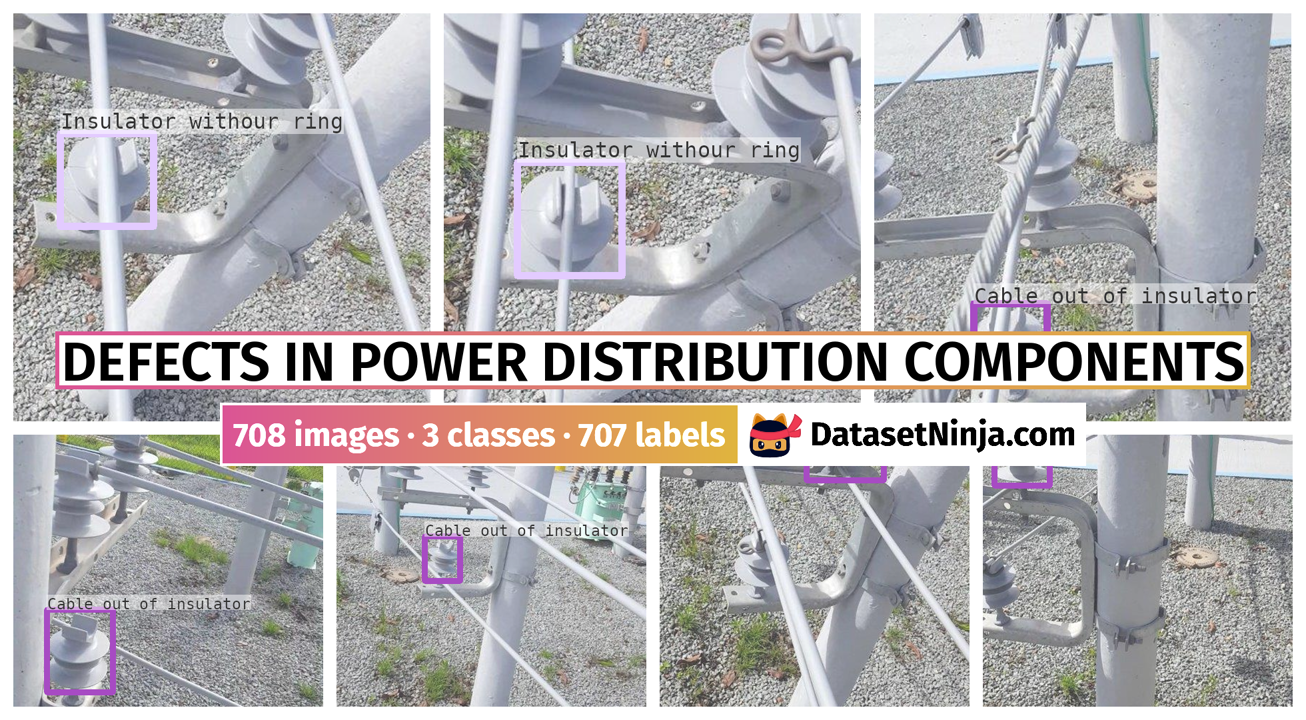 Insulator withour ring
Insulator withour ring
Cable out of insulator
DEFECTS IN POWER DISTRIBUTION COMPONENTS
708 images · 3 classes · 707 labels
DatasetNinja.com
Cable out of insulator
Cable out of insulator